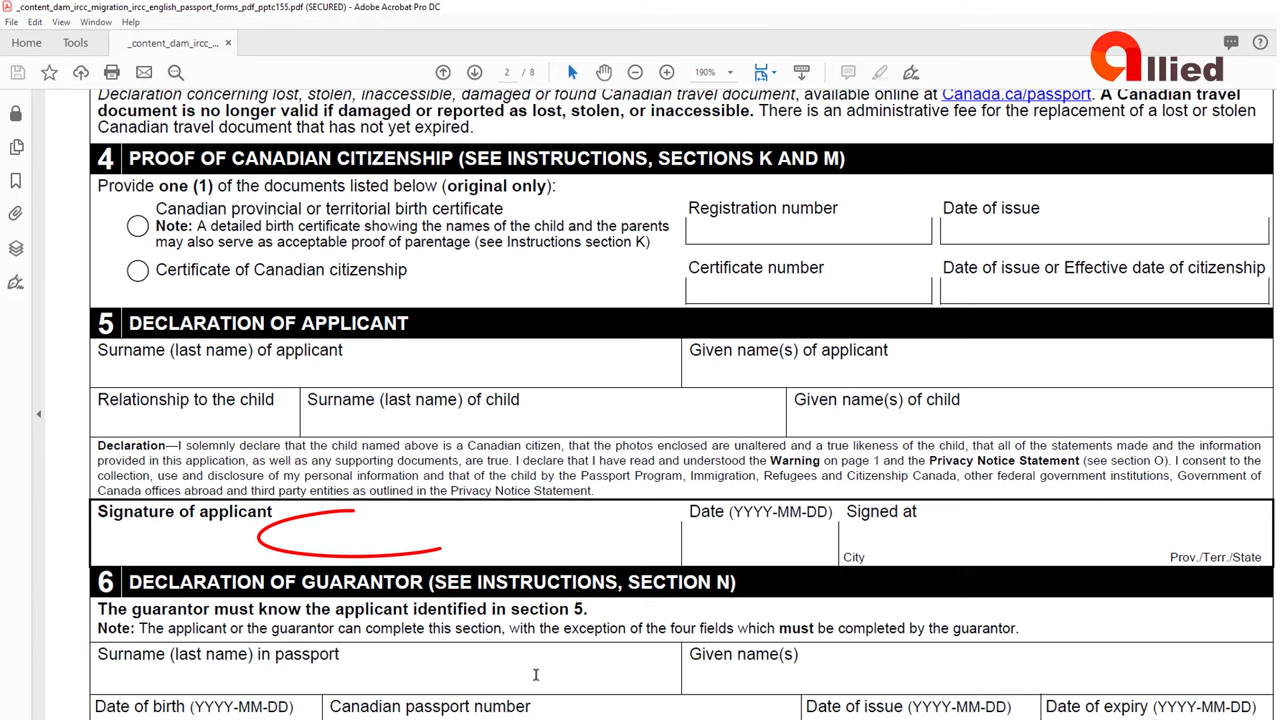 _content_dam_ircc_migration_ircc_english_passport_forms_pdf_pptc155.pdf (SECURED) - Adobe Acrobat Pro DC
File Edit View Window Help
Home Tools _content_dam_ircc_... ×
2 / 8 190%
allied
Declaration concerning lost, stolen, inaccessible, damaged or found Canadian travel document, available online at Canada.ca/passport. A Canadian travel
document is no longer valid if damaged or reported as lost, stolen, or inaccessible. There is an administrative fee for the replacement of a lost or stolen
Canadian travel document that has not yet expired.
4 PROOF OF CANADIAN CITIZENSHIP (SEE INSTRUCTIONS, SECTIONS K AND M)
Provide one (1) of the documents listed below (original only):
Canadian provincial or territorial birth certificate
Note: A detailed birth certificate showing the names of the child and the parents
may also serve as acceptable proof of parentage (see Instructions section K)
Registration number
Date of issue
Certificate of Canadian citizenship
Certificate number
Date of issue or Effective date of citizenship
5 DECLARATION OF APPLICANT
Surname (last name) of applicant
Given name(s) of applicant
Relationship to the child
Surname (last name) of child
Given name(s) of child
Declaration—I solemnly declare that the child named above is a Canadian citizen, that the photos enclosed are unaltered and a true likeness of the child, that all of the statements made and the information
provided in this application, as well as any supporting documents, are true. I declare that I have read and understood the Warning on page 1 and the Privacy Notice Statement (see section O). I consent to the
collection, use and disclosure of my personal information and that of the child by the Passport Program, Immigration, Refugees and Citizenship Canada, other federal government institutions, Government of
Canada offices abroad and third party entities as outlined in the Privacy Notice Statement.
Signature of applicant
Date (YYYY-MM-DD)
Signed at
City
Prov./Terr./State
6 DECLARATION OF GUARANTOR (SEE INSTRUCTIONS, SECTION N)
The guarantor must know the applicant identified in section 5.
Note: The applicant or the guarantor can complete this section, with the exception of the four fields which must be completed by the guarantor.
Surname (last name) in passport
Given name(s)
Date of birth (YYYY-MM-DD)
Canadian passport number
Date of issue (YYYY-MM-DD)
Date of expiry (YYYY-MM-DD)